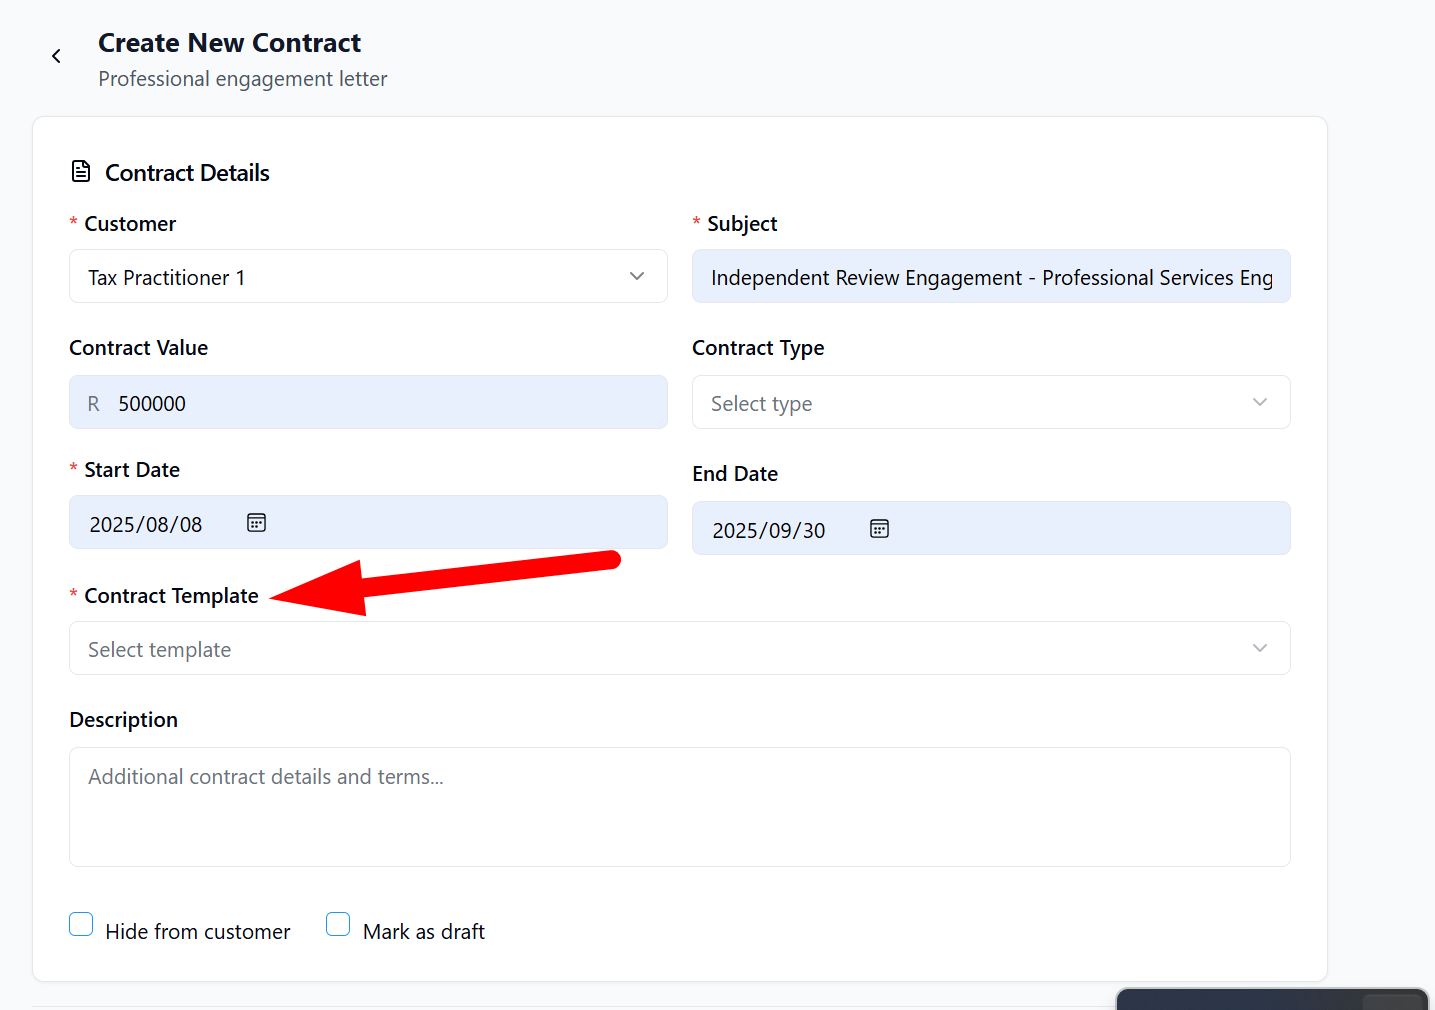 Create New Contract
Professional engagement letter
Contract Details
* Customer
Tax Practitioner 1
* Subject
Independent Review Engagement - Professional Services Eng
Contract Value
R 500000
Contract Type
Select type
* Start Date
2025/08/08
End Date
2025/09/30
* Contract Template
Select template
Description
Additional contract details and terms...
Hide from customer
Mark as draft